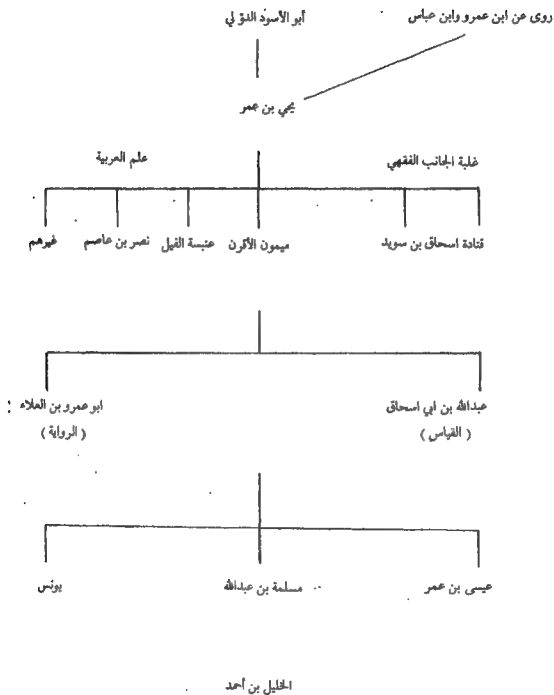 روى عن ابن عمرو وابن عباس أبو الأسود الدؤلي
يحي بن عمر
غلبة الجانب الفقهي علم العربية
قتادة اسحاق بن سويد ميمون الأقرن عنبسة الفيل نصر بن عاصم غيرهم
عبدالله بن ابي اسحاق ابو عمرو بن العلاء
( القياس ) ( الرواية )
عيسى بن عمر مسلمة بن عبدالله يونس
الخليل بن أحمد